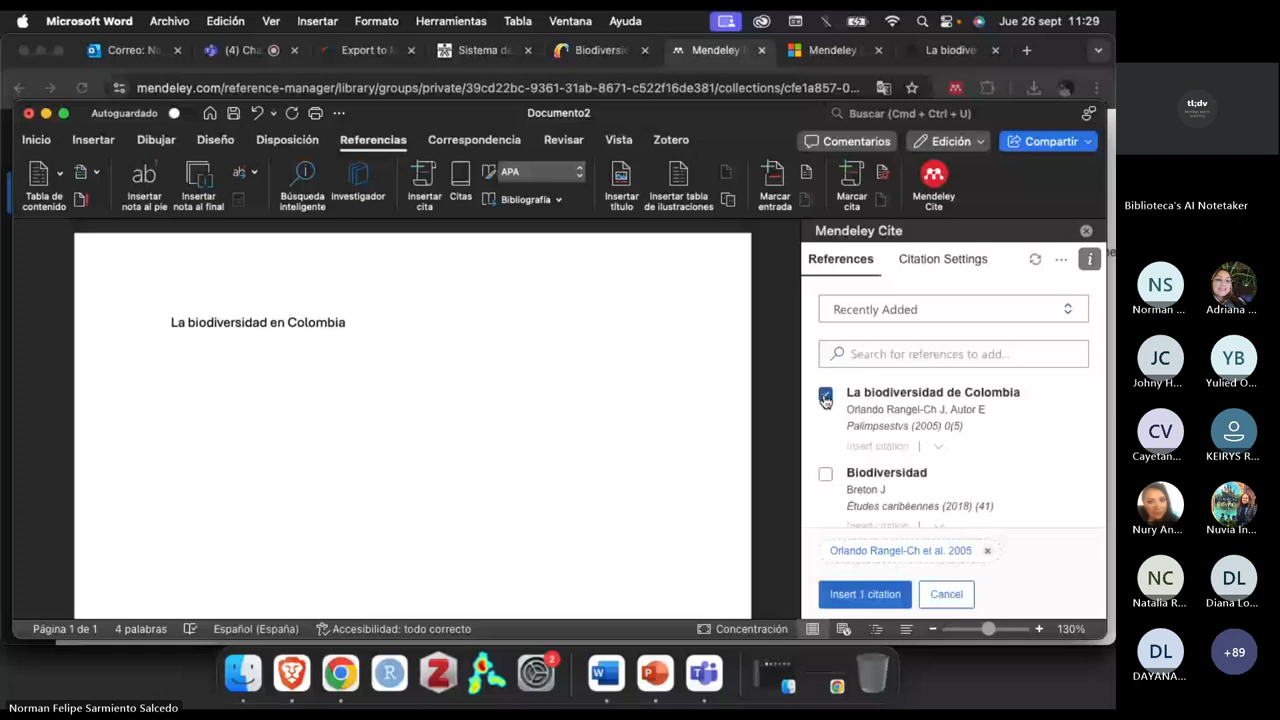 Microsoft Word Archivo Edición Ver Insertar Formato Herramientas Tabla Ventana Ayuda Jue 26 sept 11:29
Correo: No (4) Cha Export to M Sistema de Biodiversi Mendeley Mendeley La biodive
mendeley.com/reference-manager/library/groups/private/39cd22bc-9361-31ab-8671-c522f16de381/collections/cfe1a857-0...
Autoguardado Documento2 Buscar (Cmd + Ctrl + U)
Inicio Insertar Dibujar Diseño Disposición Referencias Correspondencia Revisar Vista Zotero Comentarios Edición Compartir
APA
Bibliografía
Tabla de contenido
Insertar nota al pie
Insertar nota al final
Búsqueda inteligente
Investigador
Insertar cita
Citas
Insertar título
Insertar tabla de ilustraciones
Marcar entrada
Marcar cita
Mendeley Cite
Mendeley Cite
References Citation Settings
Recently Added
Search for references to add...
La biodiversidad de Colombia
Orlando Rangel-Ch J, Autor E
Palimpsestvs (2005) 0(5)
Insert citation
Biodiversidad
Breton J
Études caribéennes (2018) (41)
Insert citation
Orlando Rangel-Ch et al. 2005
Insert 1 citation Cancel
La biodiversidad en Colombia
Página 1 de 1 4 palabras Español (España) Accesibilidad: todo correcto Concentración 130%
2
Norman Felipe Sarmiento Salcedo
tl;dv
Biblioteca's AI Notetaker
NS
Norman ... Adriana ...
JC YB
Johny H... Yulied O...
CV
Cayetan... KEIRYS R...
Nury An... Nuvia In...
NC DL
Natalia R... Diana Lo...
DL +89
DAYANA...